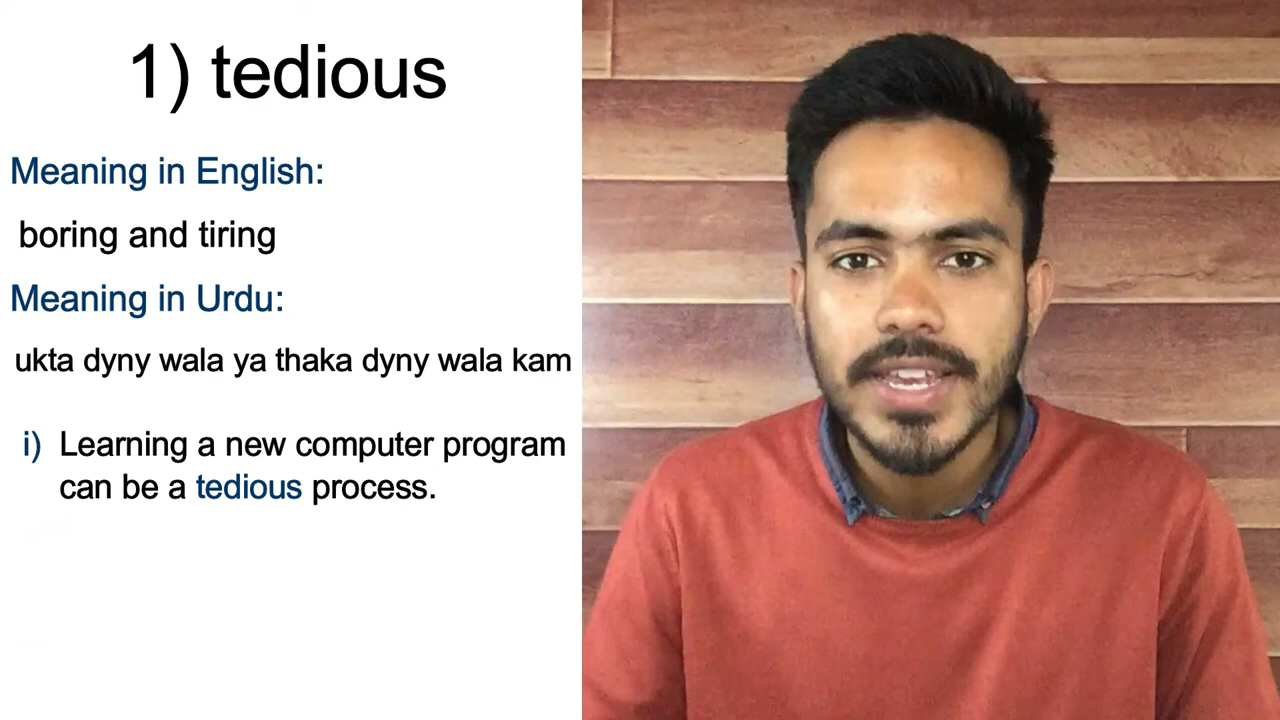 1) tedious
Meaning in English:
boring and tiring
Meaning in Urdu:
ukta dyny wala ya thaka dyny wala kam
i) Learning a new computer program
can be a tedious process.